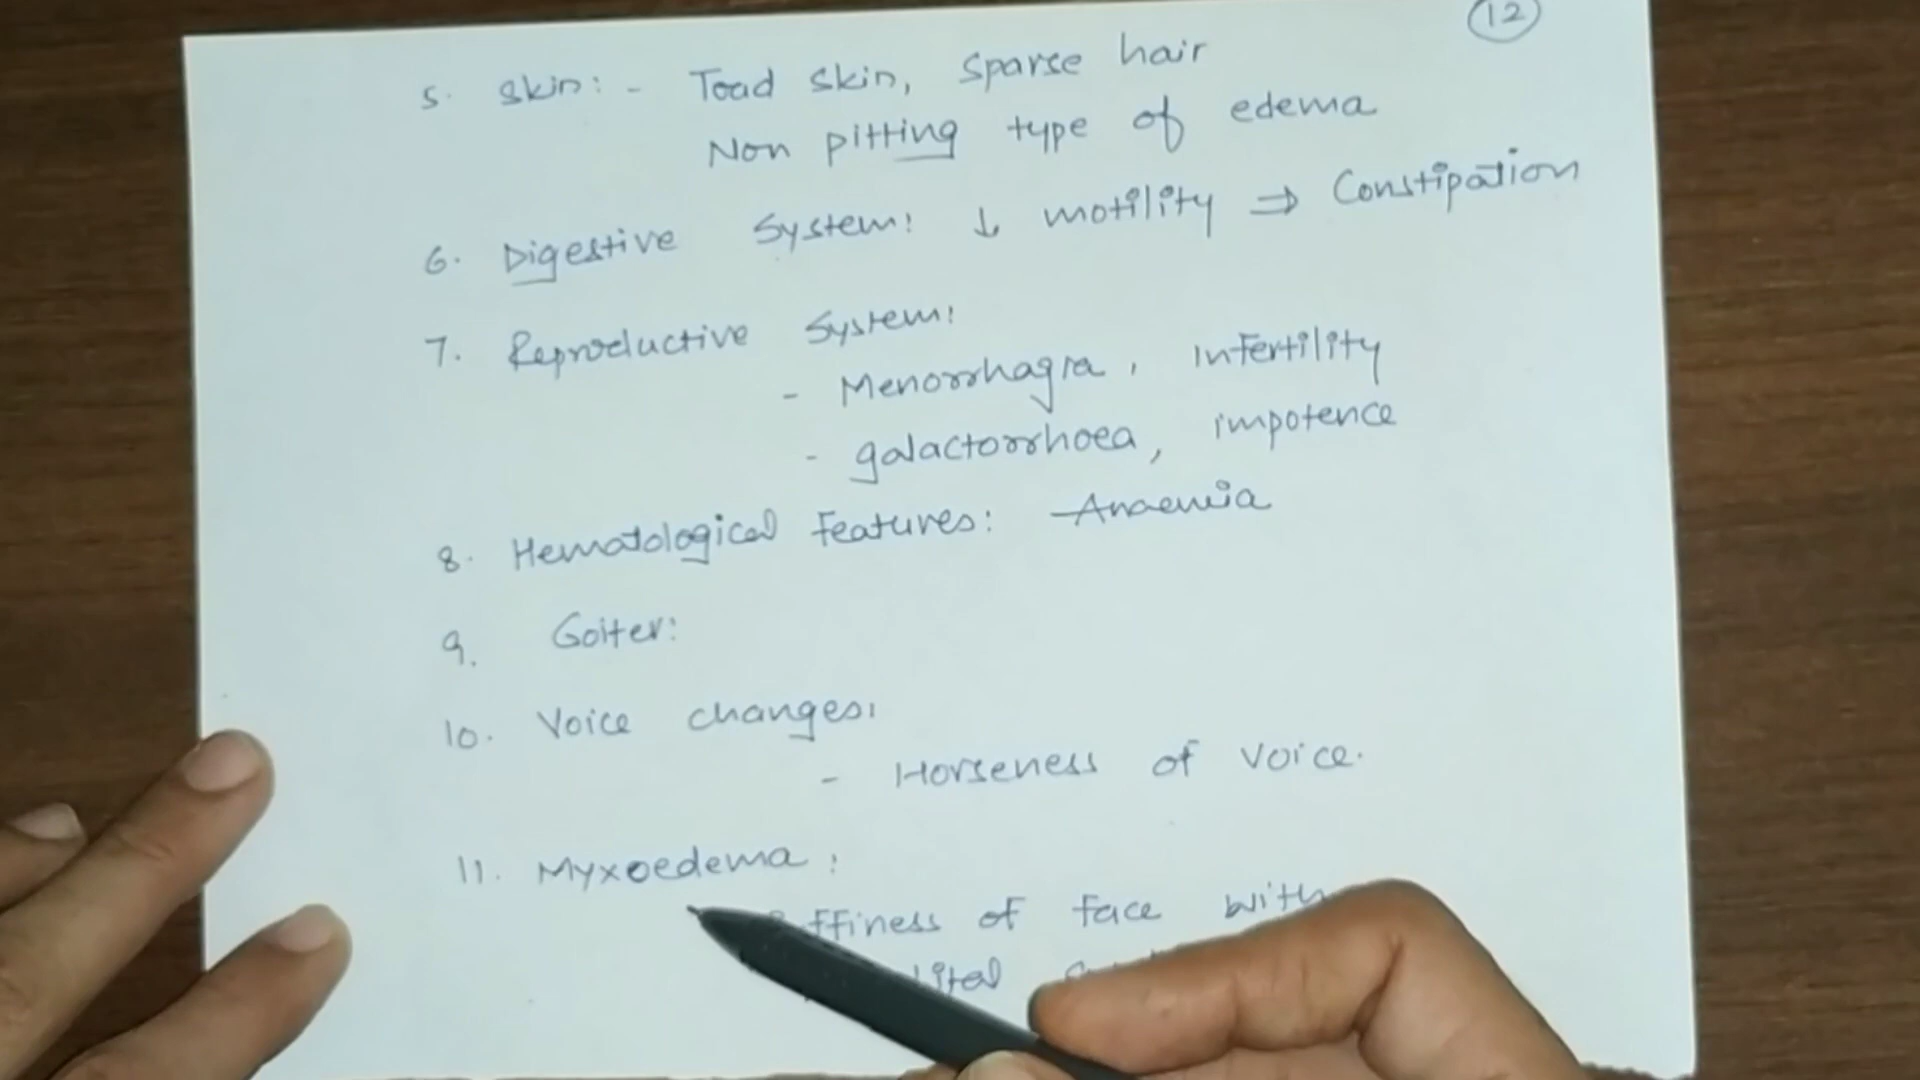 12
5. Skin: - Toad skin, Sparse hair
Non pitting type of edema
6. Digestive System: ↓ motility ⇒ Constipation
7. Reproductive System:
- Menorrhagia, infertility
- galactorrhoea, impotence
8. Hematological features: - Anaemia
9. Goiter:
10. Voice changes:
- Horseness of voice.
11. Myxoedema:
of face with